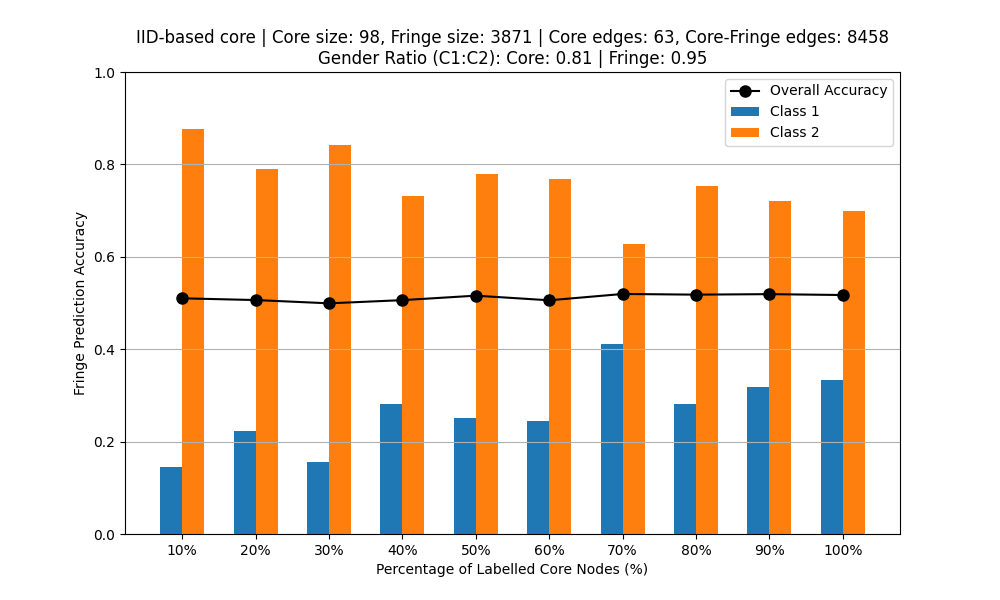 IID-based core | Core size: 98, Fringe size: 3871 | Core edges: 63, Core-Fringe edges: 8458
Gender Ratio (C1:C2): Core: 0.81 | Fringe: 0.95
Overall Accuracy
Class 1
Class 2
Fringe Prediction Accuracy
1.0
0.8
0.6
0.4
0.2
0.0
10% 20% 30% 40% 50% 60% 70% 80% 90% 100%
Percentage of Labelled Core Nodes (%)